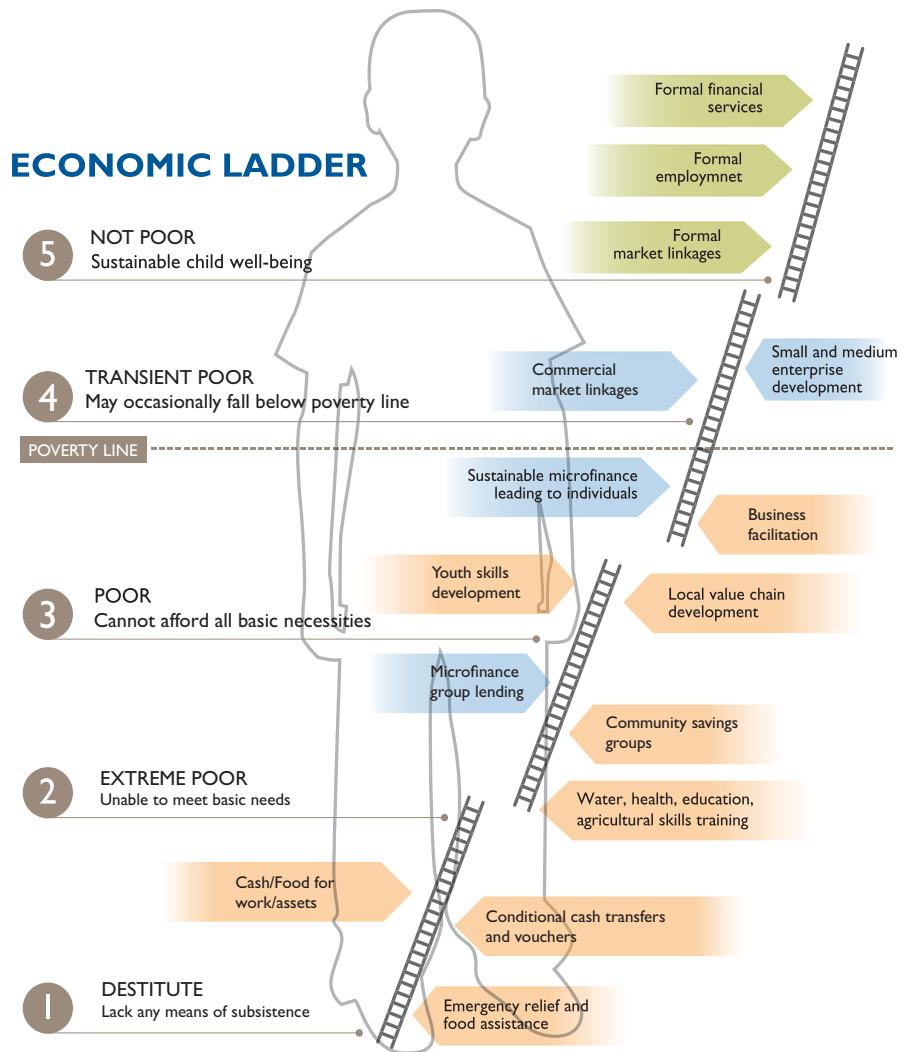 Formal financial
services
ECONOMIC LADDER
Formal
employmnet
5
NOT POOR
Sustainable child well-being
Formal
market linkages
4
TRANSIENT POOR
May occasionally fall below poverty line
Commercial
market linkages
Small and medium
enterprise
development
POVERTY LINE
Sustainable microfinance
leading to individuals
Business
facilitation
Youth skills
development
Local value chain
development
3
POOR
Cannot afford all basic necessities
Microfinance
group lending
Community savings
groups
2
EXTREME POOR
Unable to meet basic needs
Water, health, education,
agricultural skills training
Cash/Food for
work/assets
Conditional cash transfers
and vouchers
1
DESTITUTE
Lack any means of subsistence
Emergency relief and
food assistance